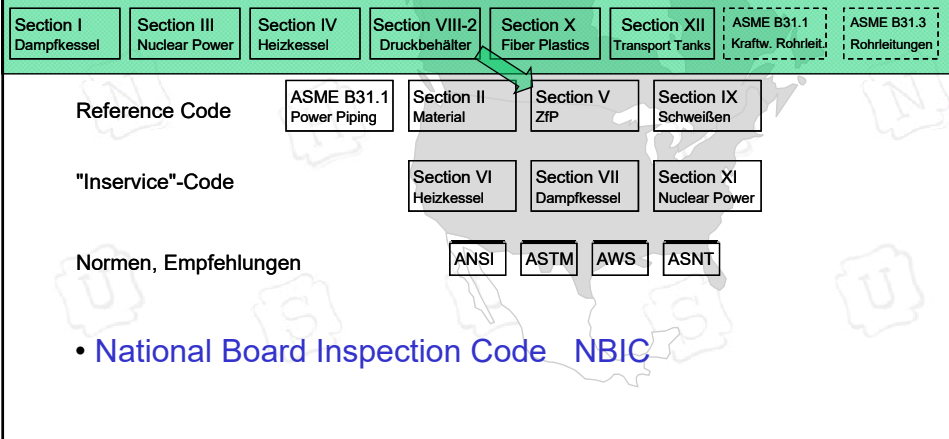 Section I
Dampfkessel
Section III
Nuclear Power
Section IV
Heizkessel
Section VIII-2
Druckbehälter
Section X
Fiber Plastics
Section XII
Transport Tanks
ASME B31.1
Kraftw. Rohrleit.
ASME B31.3
Rohrleitungen
Reference Code
ASME B31.1
Power Piping
Section II
Material
Section V
ZfP
Section IX
Schweißen
"Inservice"-Code
Section VI
Heizkessel
Section VII
Dampfkessel
Section XI
Nuclear Power
Normen, Empfehlungen
ANSI
ASTM
AWS
ASNT
• National Board Inspection Code NBIC
N
H
U
S
S
U